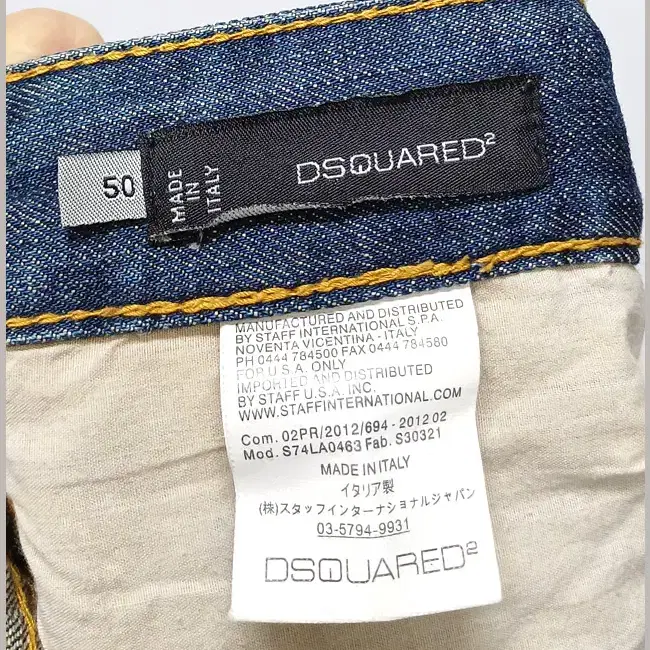 50
MADE
IN
ITALY
DSQUARED²
MANUFACTURED AND DISTRIBUTED
BY STAFF INTERNATIONAL S.P.A.
NOVENTA VICENTINA - ITALY
PH 0444 784500 FAX 0444 784580
FOR U.S.A. ONLY
IMPORTED AND DISTRIBUTED
BY STAFF U.S.A. INC.
WWW.STAFFINTERNATIONAL.COM
Com. 02PR/2012/694 - 2012 02
Mod. S74LA0463 Fab. S30321
MADE IN ITALY
イタリア製
(株)スタッフインターナショナルジャパン
03-5794-9931
DSQUARED²